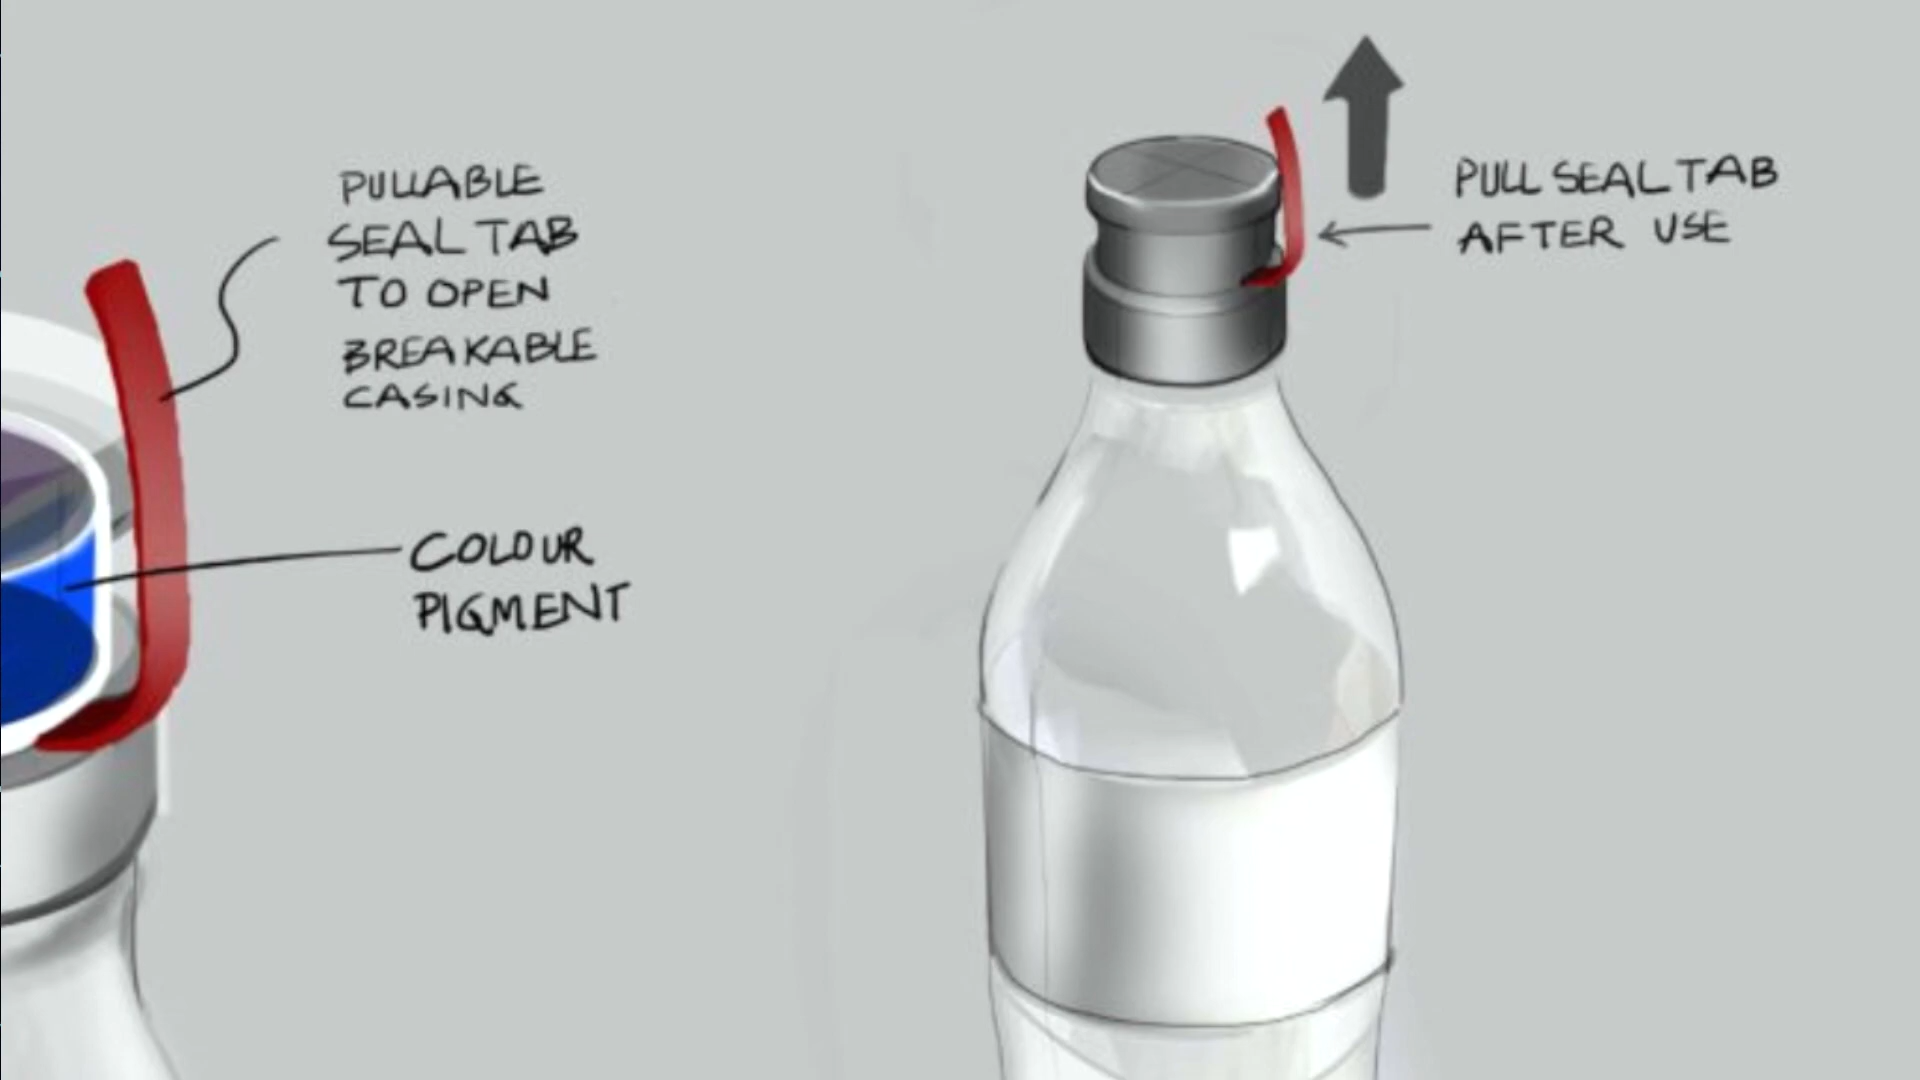 PULLABLE
SEAL TAB
TO OPEN
BREAKABLE
CASING
COLOUR
PIGMENT
PULL SEAL TAB
AFTER USE